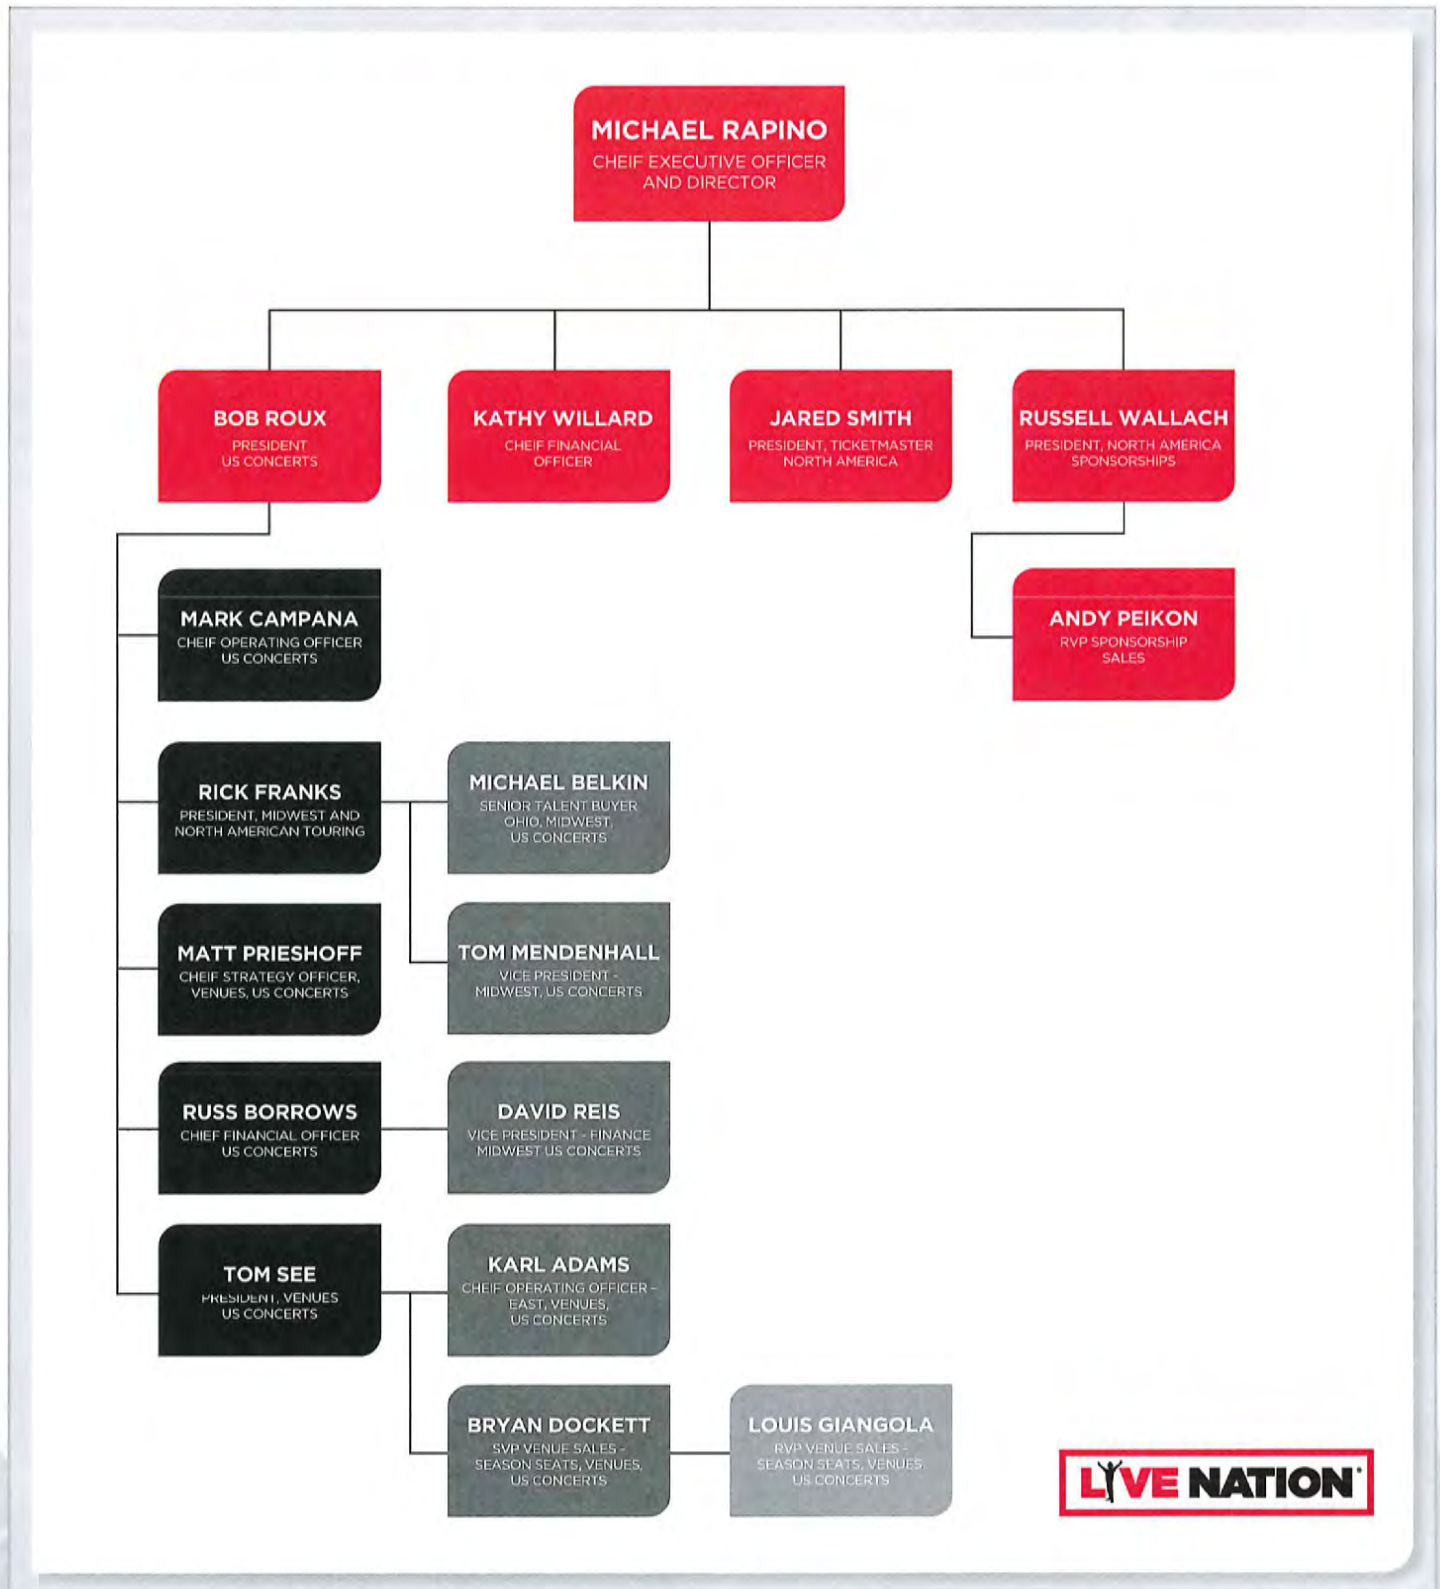 MICHAEL RAPINO
CHEIF EXECUTIVE OFFICER
AND DIRECTOR
BOB ROUX
PRESIDENT
US CONCERTS
KATHY WILLARD
CHEIF FINANCIAL
OFFICER
JARED SMITH
PRESIDENT, TICKETMASTER
NORTH AMERICA
RUSSELL WALLACH
PRESIDENT, NORTH AMERICA
SPONSORSHIPS
MARK CAMPANA
CHEIF OPERATING OFFICER
US CONCERTS
ANDY PEIKON
RVP SPONSORSHIP
SALES
RICK FRANKS
PRESIDENT, MIDWEST AND
NORTH AMERICAN TOURING
MICHAEL BELKIN
SENIOR TALENT BUYER
OHIO, MIDWEST,
US CONCERTS
MATT PRIESHOFF
CHEIF STRATEGY OFFICER,
VENUES, US CONCERTS
TOM MENDENHALL
VICE PRESIDENT -
MIDWEST, US CONCERTS
RUSS BORROWS
CHIEF FINANCIAL OFFICER
US CONCERTS
DAVID REIS
VICE PRESIDENT - FINANCE
MIDWEST US CONCERTS
TOM SEE
PRESIDENT, VENUES
US CONCERTS
KARL ADAMS
CHEIF OPERATING OFFICER -
EAST, VENUES,
US CONCERTS
BRYAN DOCKETT
SVP VENUE SALES -
SEASON SEATS, VENUES,
US CONCERTS
LOUIS GIANGOLA
RVP VENUE SALES -
SEASON SEATS, VENUES,
US CONCERTS
LIVE NATION